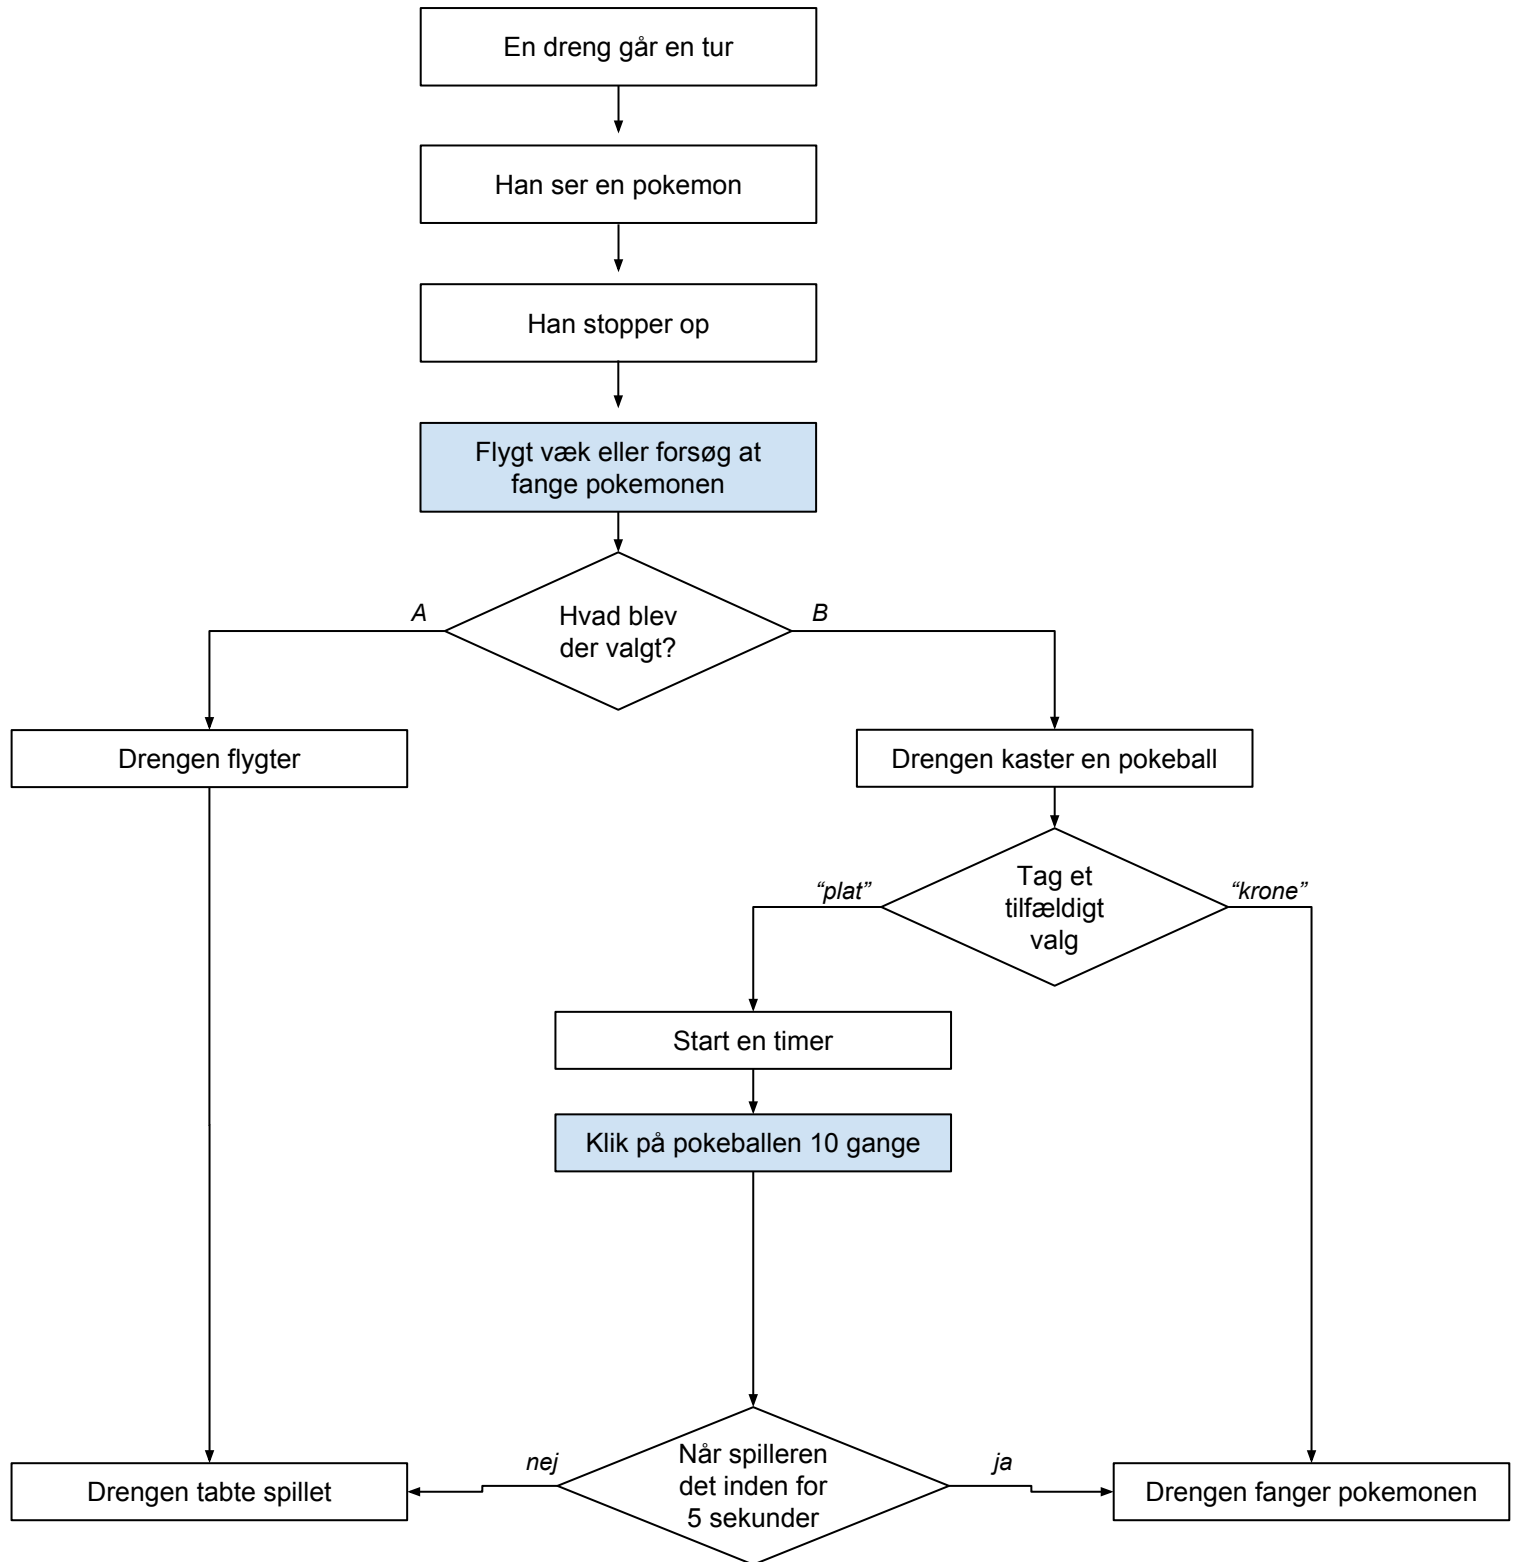 En dreng går en tur
Han ser en pokemon
Han stopper op
Flygt væk eller forsøg at
fange pokemonen
A
Hvad blev
der valgt?
B
Drengen flygter
Drengen kaster en pokeball
“plat”
Tag et
tilfældigt
valg
“krone”
Start en timer
Klik på pokeballen 10 gange
nej
Når spilleren
det inden for
5 sekunder
ja
Drengen tabte spillet
Drengen fanger pokemonen